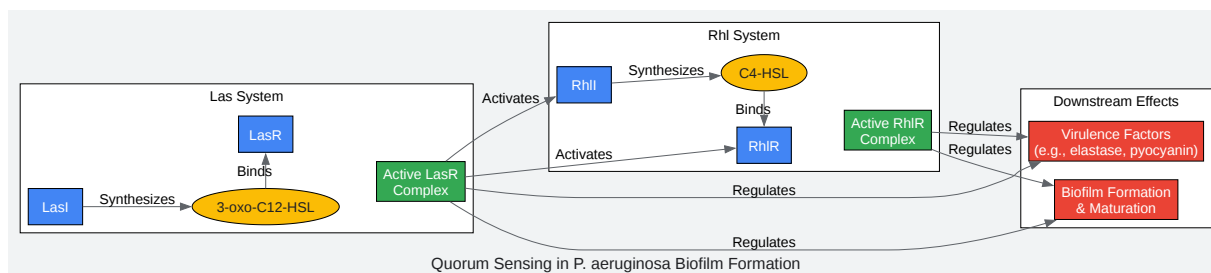 Las System
LasI
Synthesizes
3-oxo-C12-HSL
Binds
LasR
Active LasR
Complex
Activates
Activates
Regulates
Regulates
Rhl System
RhlI
Synthesizes
C4-HSL
Binds
RhlR
Active RhlR
Complex
Regulates
Regulates
Downstream Effects
Virulence Factors
(e.g., elastase, pyocyanin)
Biofilm Formation
& Maturation
Quorum Sensing in P. aeruginosa Biofilm Formation